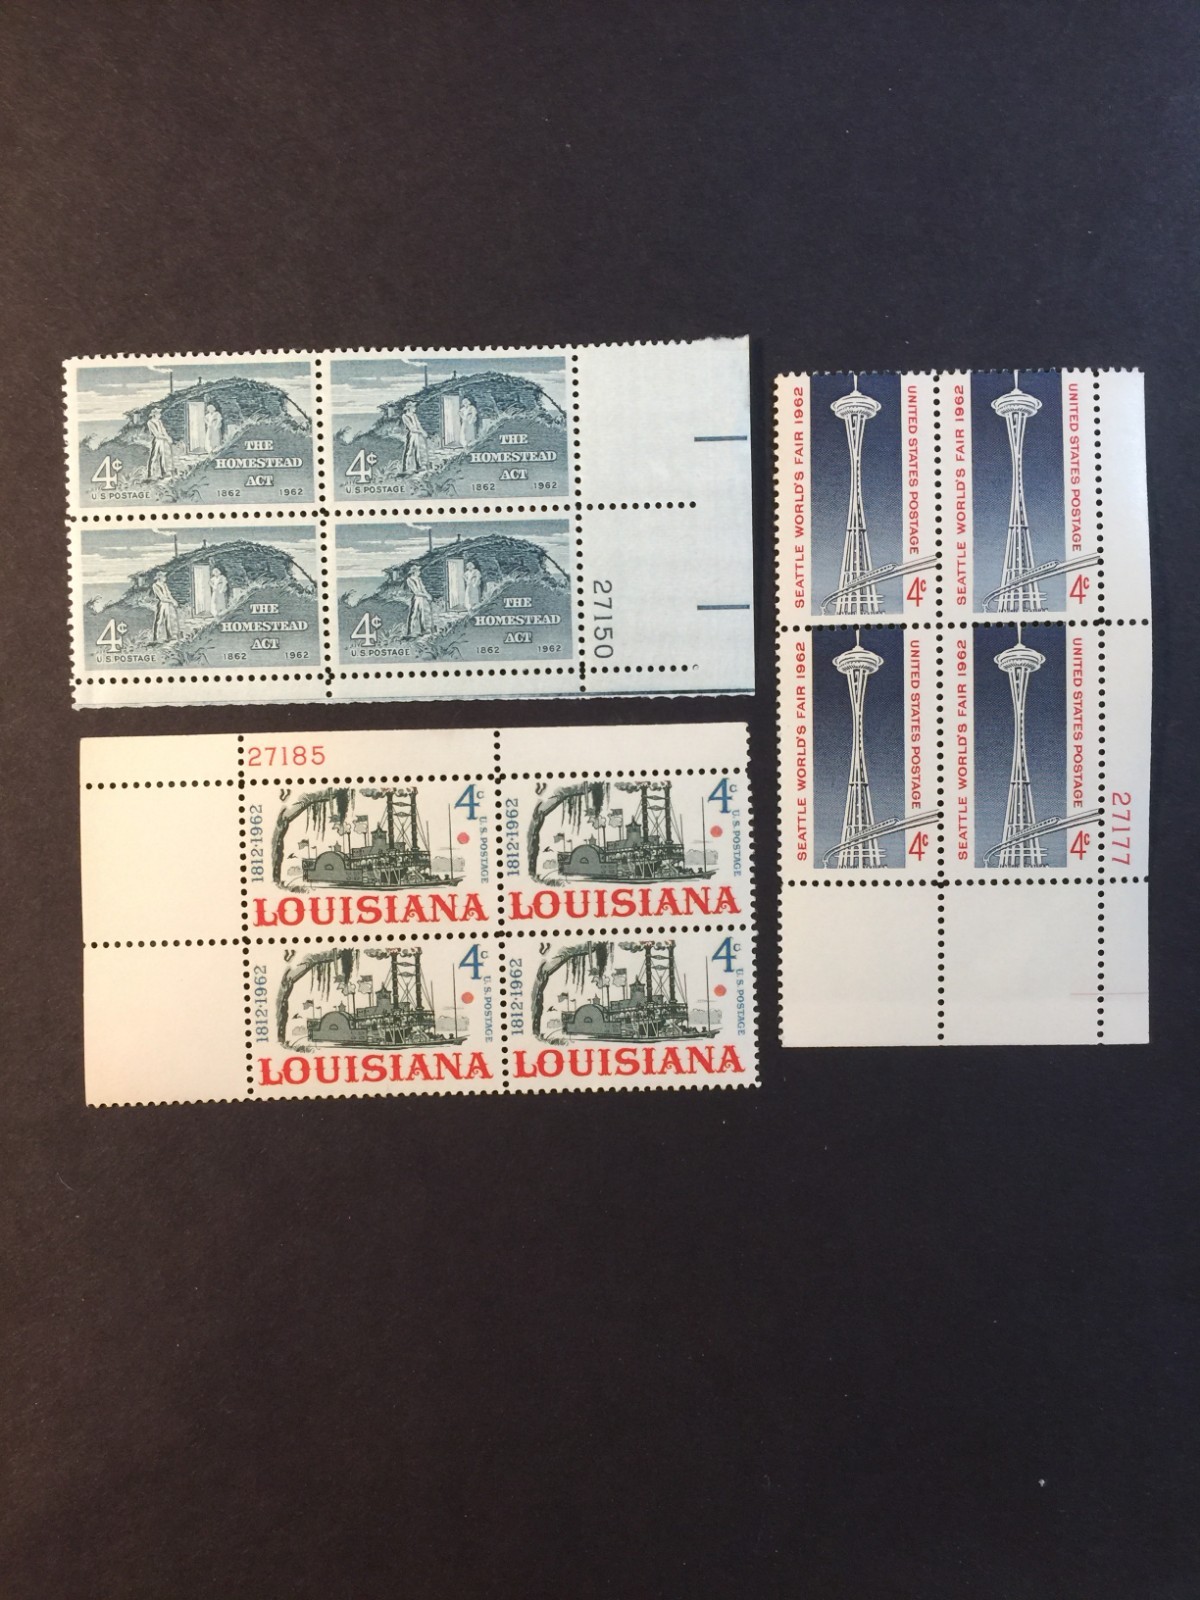 THE
HOMESTEAD
ACT
4¢
U.S. POSTAGE 1862 1962
THE
HOMESTEAD
ACT
4¢
U.S. POSTAGE 1862 1962
THE
HOMESTEAD
ACT
4¢
U.S. POSTAGE 1862 1962
THE
HOMESTEAD
ACT
4¢
U.S. POSTAGE 1862 1962
27150
SEATTLE WORLD'S FAIR 1962
UNITED STATES POSTAGE
4¢
SEATTLE WORLD'S FAIR 1962
UNITED STATES POSTAGE
4¢
SEATTLE WORLD'S FAIR 1962
UNITED STATES POSTAGE
4¢
SEATTLE WORLD'S FAIR 1962
UNITED STATES POSTAGE
4¢
27177
27185
1812·1962
4c
U.S. POSTAGE
LOUISIANA
1812·1962
4c
U.S. POSTAGE
LOUISIANA
1812·1962
4c
U.S. POSTAGE
LOUISIANA
1812·1962
4c
U.S. POSTAGE
LOUISIANA